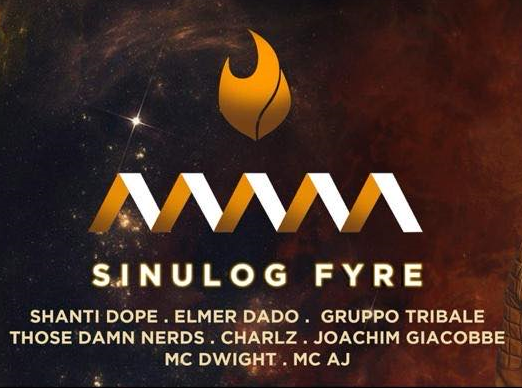 SINULOG FYRE
SHANTI DOPE . ELMER DADO . GRUPPO TRIBALE
THOSE DAMN NERDS . CHARLZ . JOACHIM GIACOBBE
MC DWIGHT . MC AJ